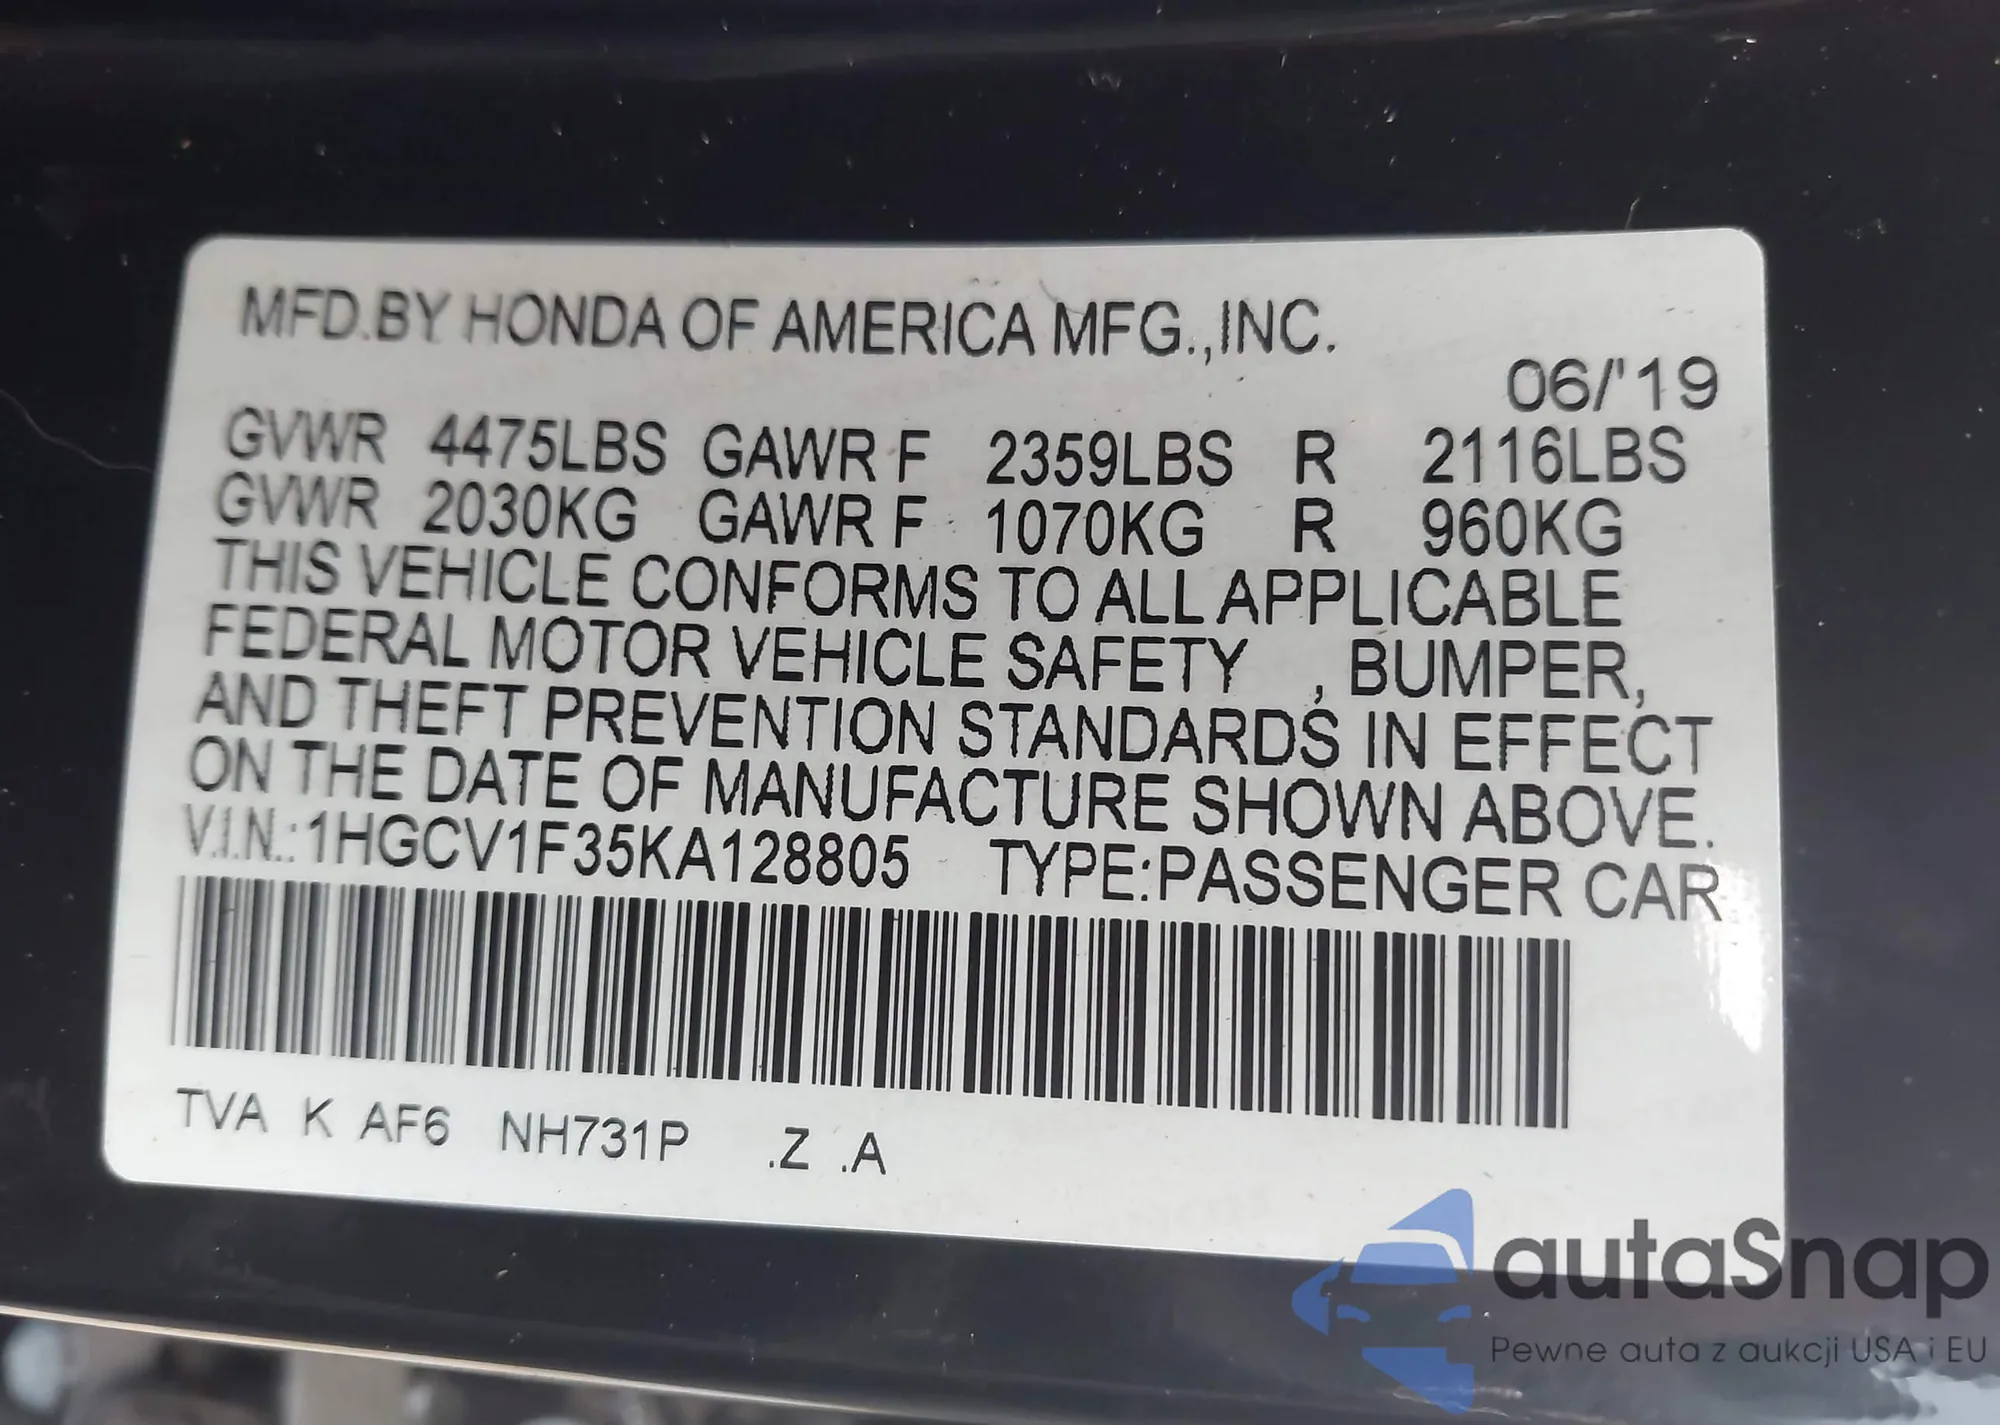 MFD.BY HONDA OF AMERICA MFG.,INC.
06/'19
GVWR 4475LBS GAWR F 2359LBS R 2116LBS
GVWR 2030KG GAWR F 1070KG R 960KG
THIS VEHICLE CONFORMS TO ALL APPLICABLE
FEDERAL MOTOR VEHICLE SAFETY , BUMPER,
AND THEFT PREVENTION STANDARDS IN EFFECT
ON THE DATE OF MANUFACTURE SHOWN ABOVE.
V.I.N.:1HGCV1F35KA128805 TYPE:PASSENGER CAR
TVA K AF6 NH731P .Z .A
autaSnap
Pewne auta z aukcji USA i EU